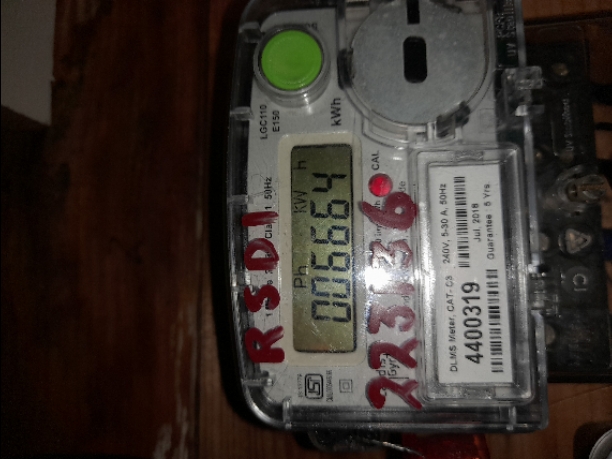 LGC110
E150
kWh
RSDI
Ph KW h
006664
CAL
223136
DLMS Meter, CAT- C3 240V, 5-30 A, 50Hz
4400319 Jul. 2018
Guarantee : 5 Yrs.